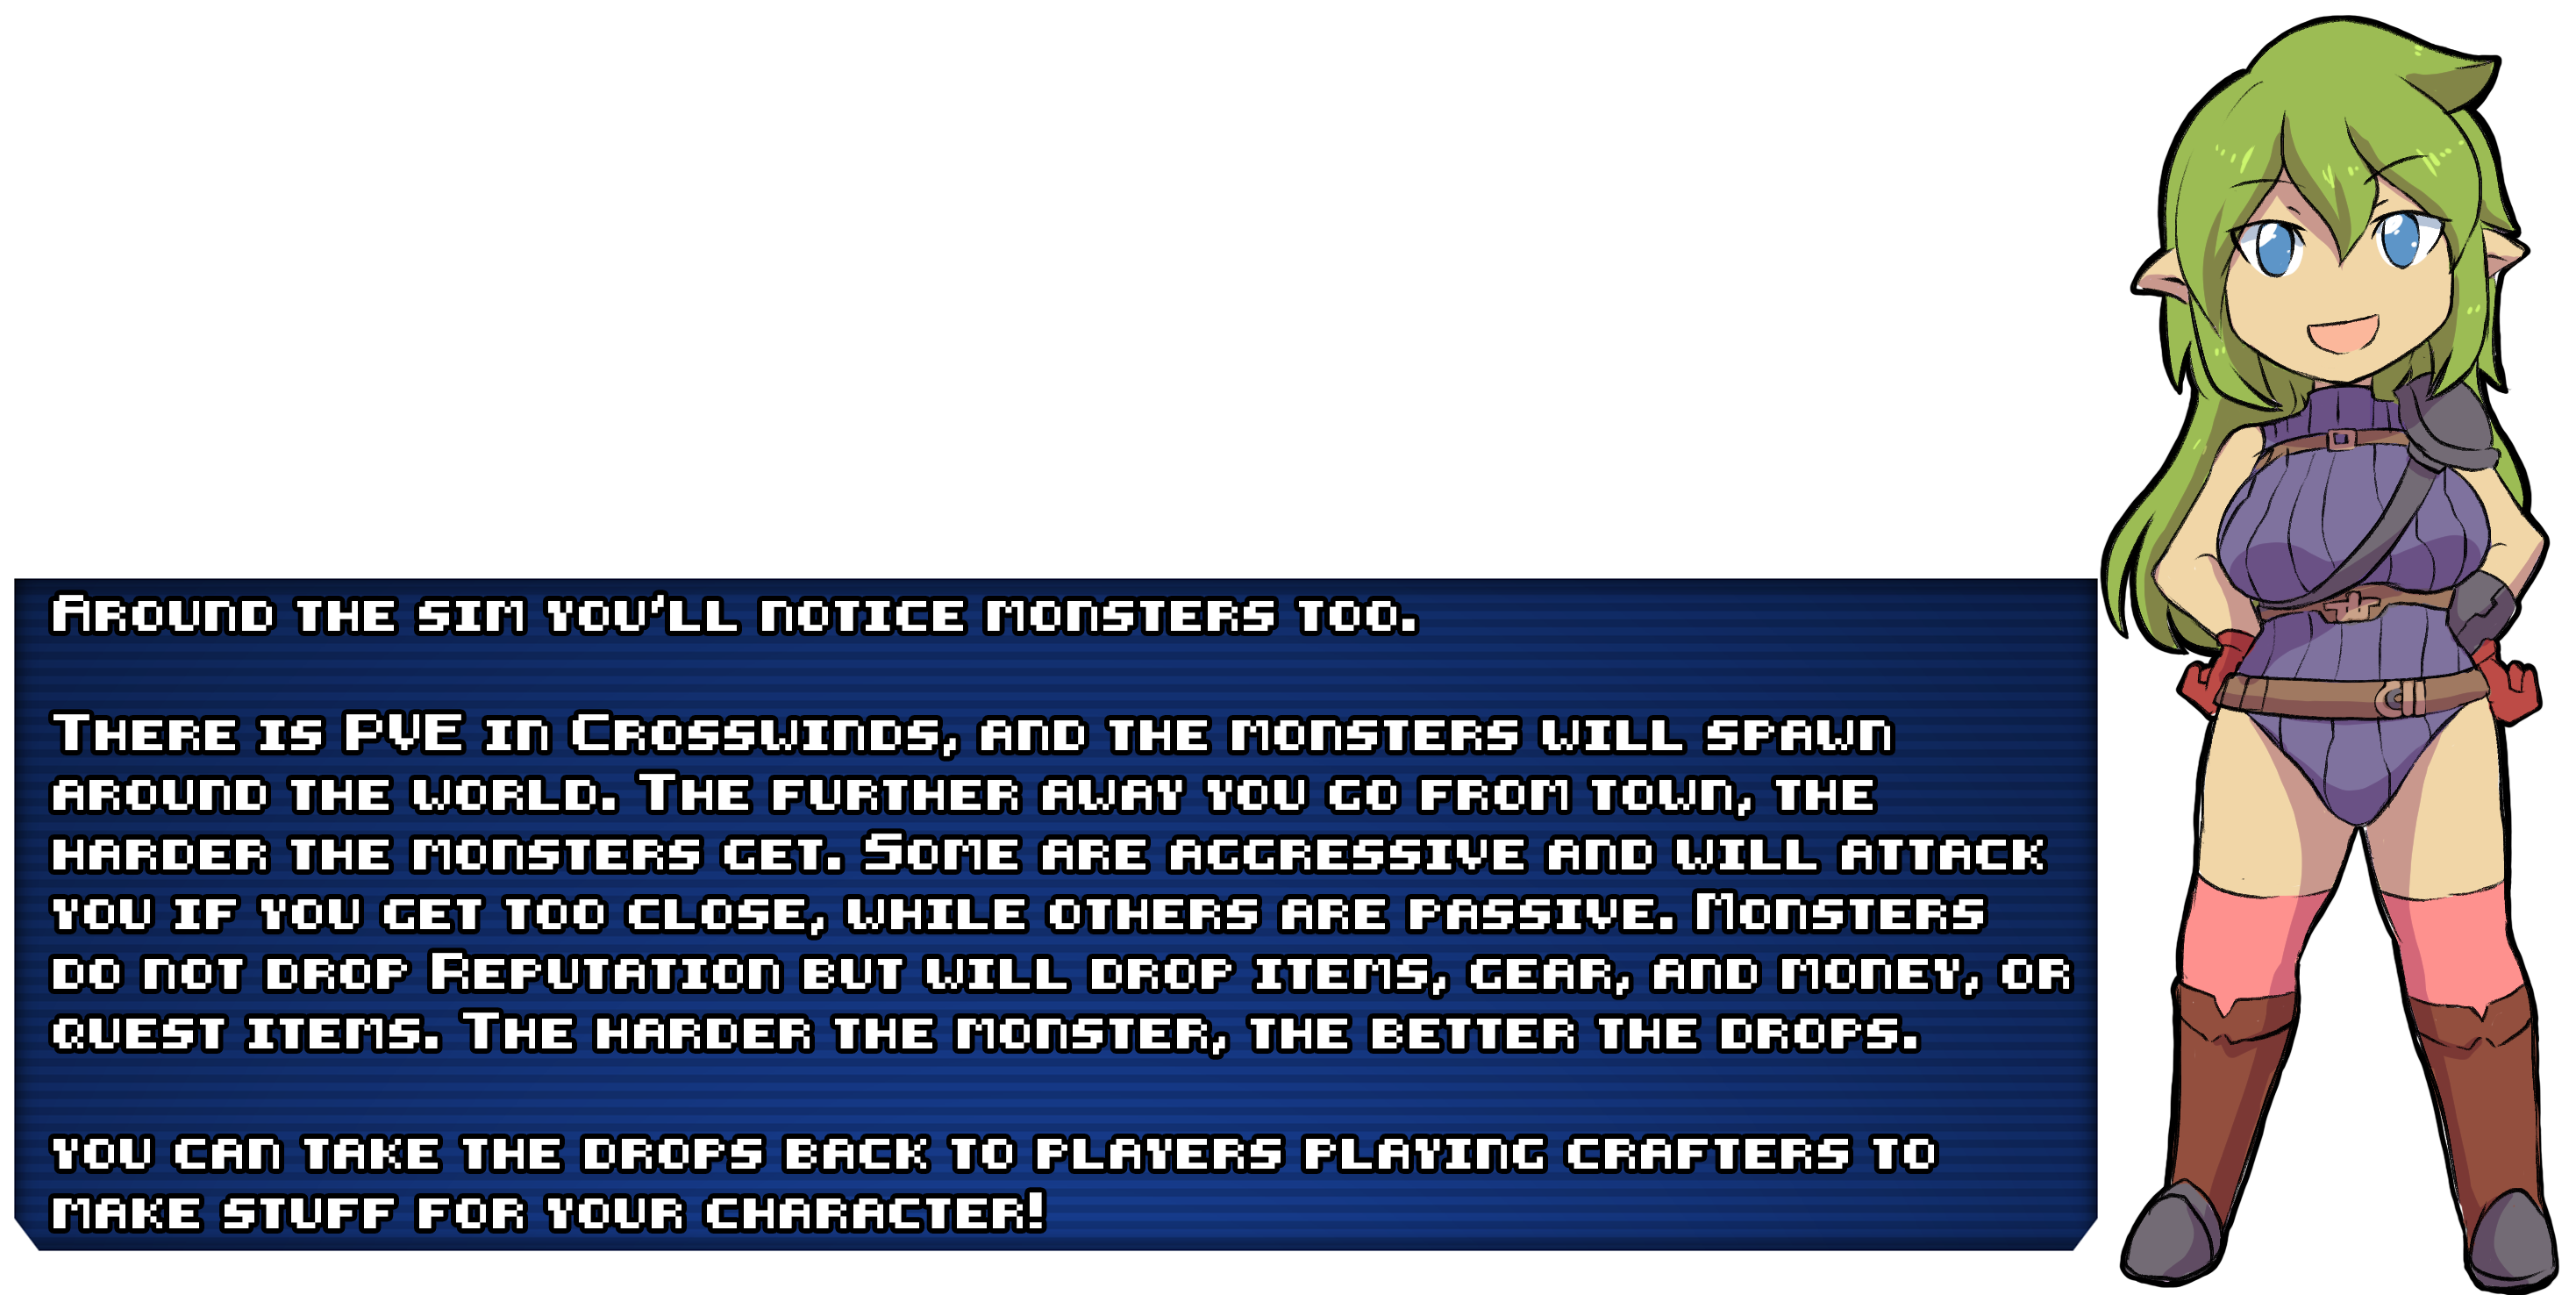 Around the sim you'll notice monsters too.
There is PVE in Crosswinds, and the monsters will spawn
around the world. The further away you go from town, the
harder the monsters get. Some are aggressive and will attack
you if you get too close, while others are passive. Monsters
do not drop Reputation but will drop items, gear, and money, or
quest items. The harder the monster, the better the drops.
you can take the drops back to players playing crafters to
make stuff for your character!